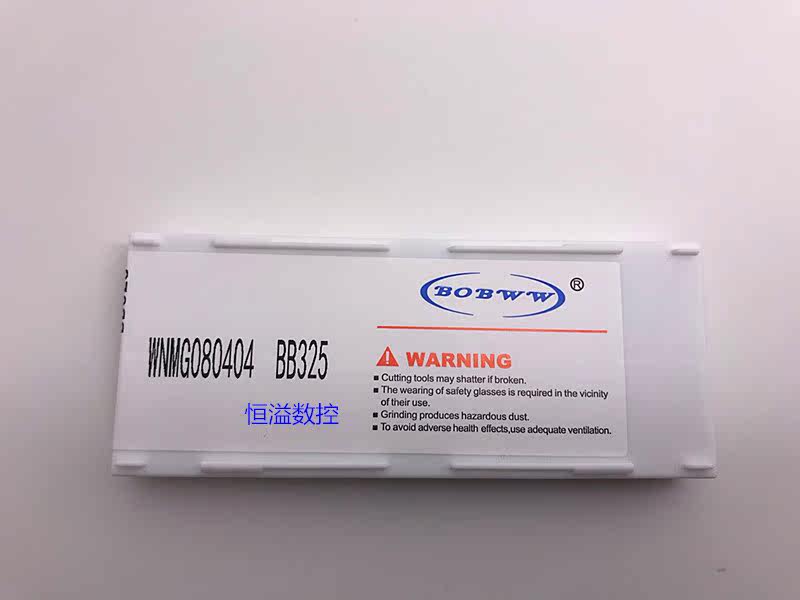 BOBWW®
WNMG080404 BB325
恒溢数控
⚠ WARNING
■ Cutting tools may shatter if broken.
■ The wearing of safety glasses is required in the vicinity
of their use.
■ Grinding produces hazardous dust.
■ To avoid adverse health effects,use adequate ventilation.